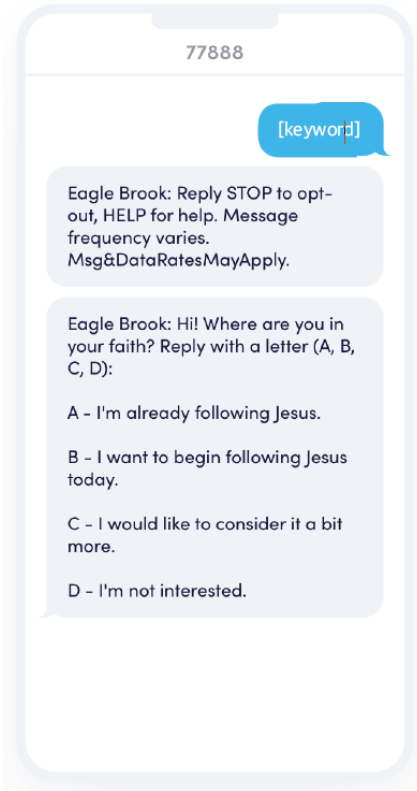 77888
[keyword]
Eagle Brook: Reply STOP to opt-
out, HELP for help. Message
frequency varies.
Msg&DataRatesMayApply.
Eagle Brook: Hi! Where are you in
your faith? Reply with a letter (A, B,
C, D):
A - I'm already following Jesus.
B - I want to begin following Jesus
today.
C - I would like to consider it a bit
more.
D - I'm not interested.